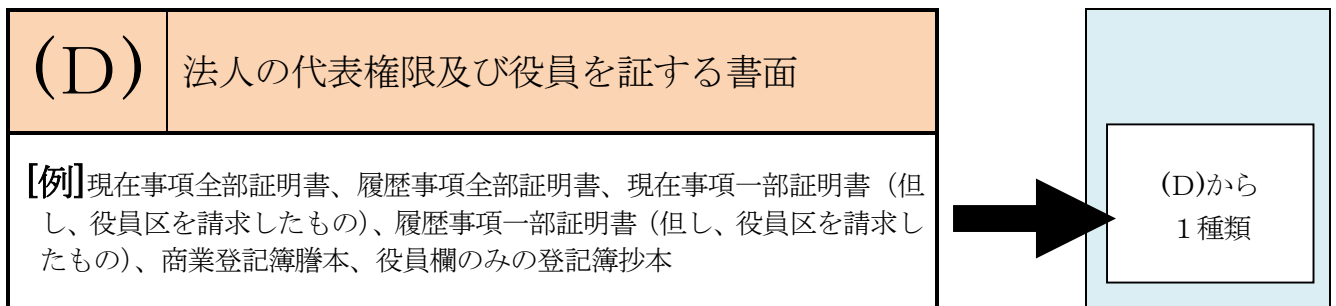 (D) 法人の代表権限及び役員を証する書面
[例]現在事項全部証明書、履歴事項全部証明書、現在事項一部証明書（但
し、役員区を請求したもの）、履歴事項一部証明書（但し、役員区を請求し
たもの）、商業登記簿謄本、役員欄のみの登記簿抄本
(D)から
１種類